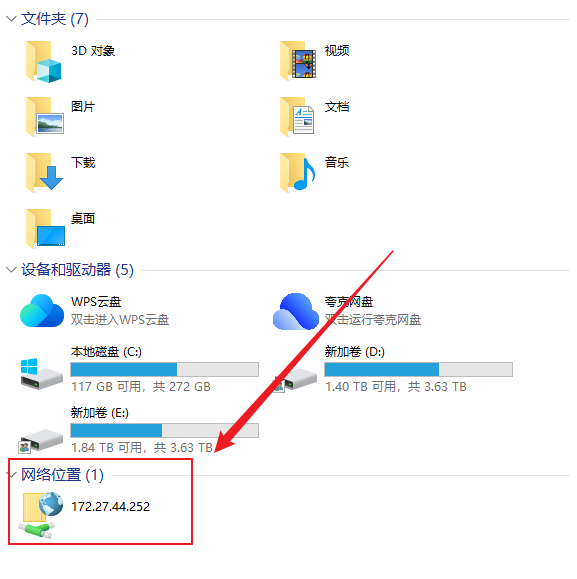 文件夹 (7)
3D 对象
视频
图片
文档
下载
音乐
桌面
设备和驱动器 (5)
WPS云盘
双击进入WPS云盘
夸克网盘
双击运行夸克网盘
本地磁盘 (C:)
117 GB 可用，共 272 GB
新加卷 (D:)
1.40 TB 可用，共 3.63 TB
新加卷 (E:)
1.84 TB 可用，共 3.63 TB
网络位置 (1)
172.27.44.252